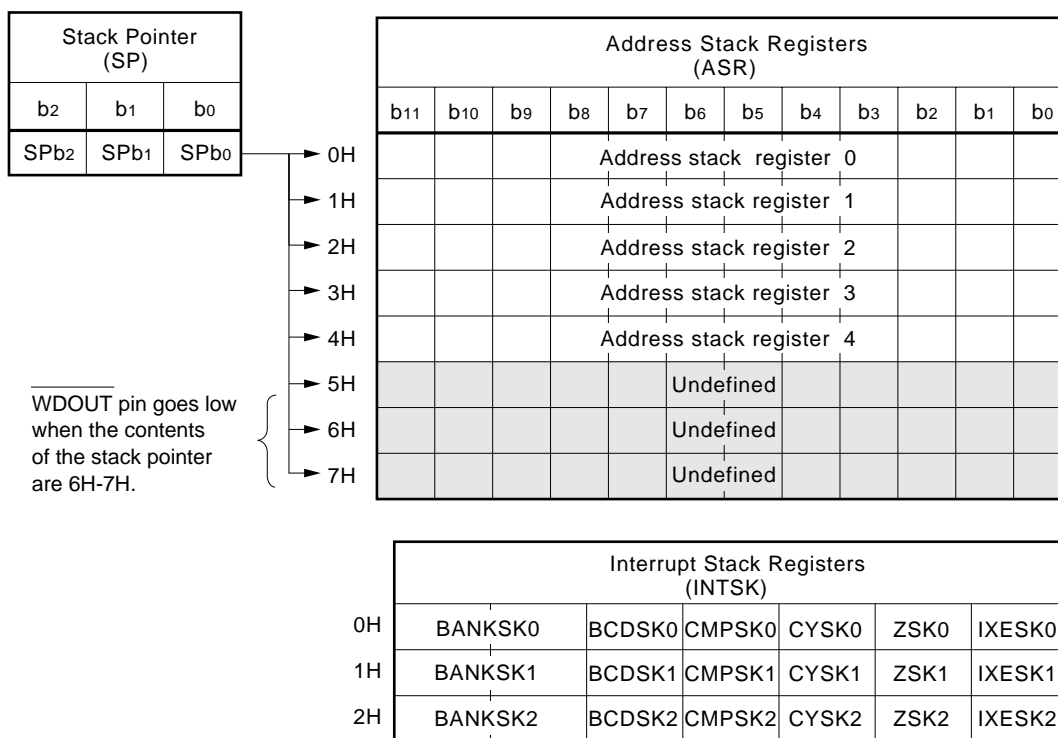 Stack Pointer
(SP)
b2 b1 b0
SPb2 SPb1 SPb0
Address Stack Registers
(ASR)
b11 b10 b9 b8 b7 b6 b5 b4 b3 b2 b1 b0
0H Address stack register 0
1H Address stack register 1
2H Address stack register 2
3H Address stack register 3
4H Address stack register 4
5H Undefined
6H Undefined
7H Undefined
WDOUT pin goes low
when the contents
of the stack pointer
are 6H-7H.
Interrupt Stack Registers
(INTSK)
0H BANKSK0 BCDSK0 CMPSK0 CYSK0 ZSK0 IXESK0
1H BANKSK1 BCDSK1 CMPSK1 CYSK1 ZSK1 IXESK1
2H BANKSK2 BCDSK2 CMPSK2 CYSK2 ZSK2 IXESK2